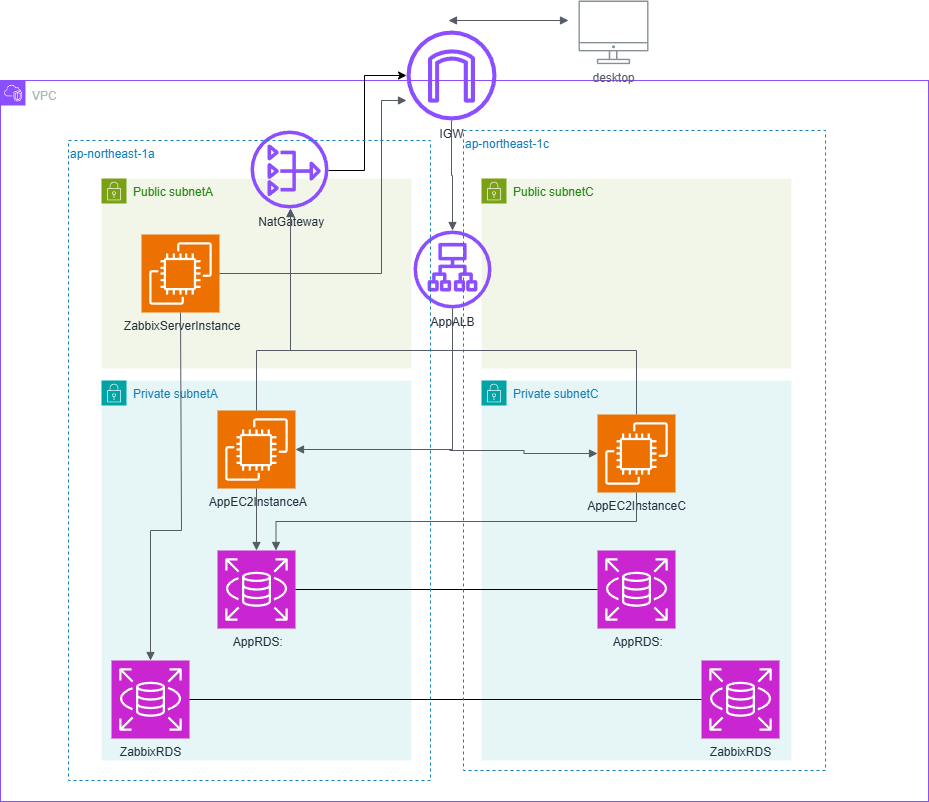 desktop
VPC
IGW
ap-northeast-1a
ap-northeast-1c
Public subnetA
Public subnetC
NatGateway
ZabbixServerInstance
AppALB
Private subnetA
Private subnetC
AppEC2InstanceA
AppEC2InstanceC
AppRDS:
AppRDS:
ZabbixRDS
ZabbixRDS